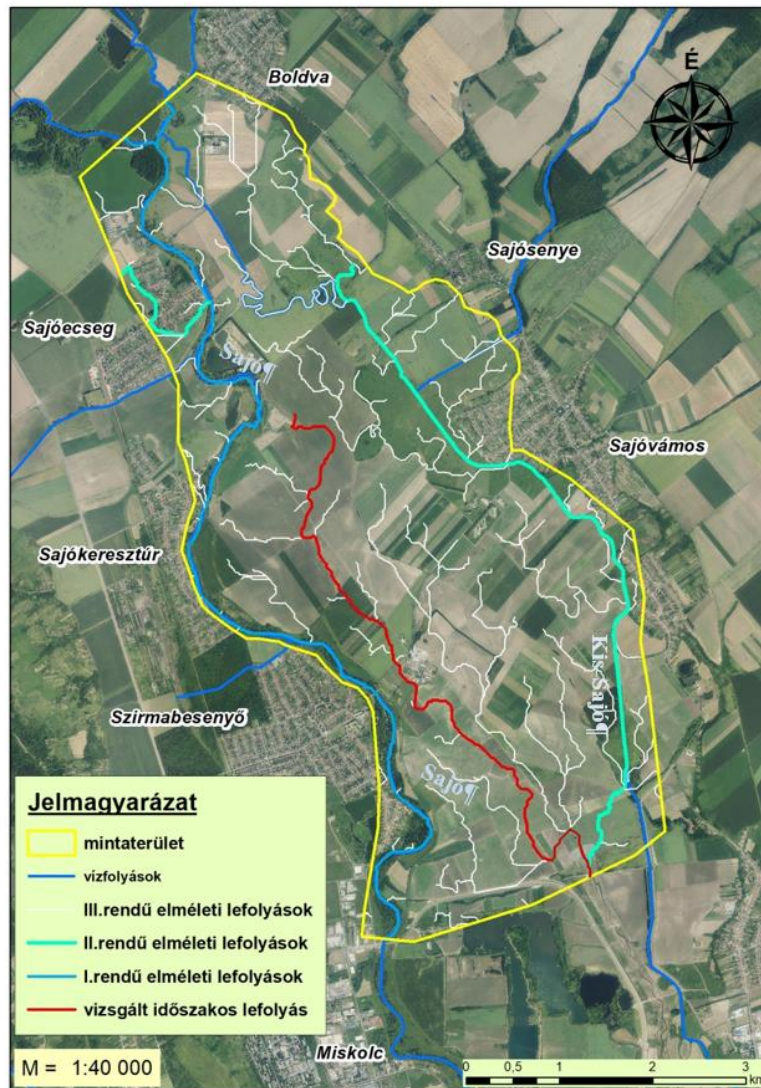 Boldva
É
Sajósenye
Sajóecseg
Sajó¶
Sajóvámos
Sajókeresztúr
Kis-Sajó¶
Szirmabesenyő
Sajó¶
Jelmagyarázat
mintaterület
vízfolyások
III.rendű elméleti lefolyások
II.rendű elméleti lefolyások
I.rendű elméleti lefolyások
vizsgált időszakos lefolyás
Miskolc
M = 1:40 000
0 0,5 1 2 3
km